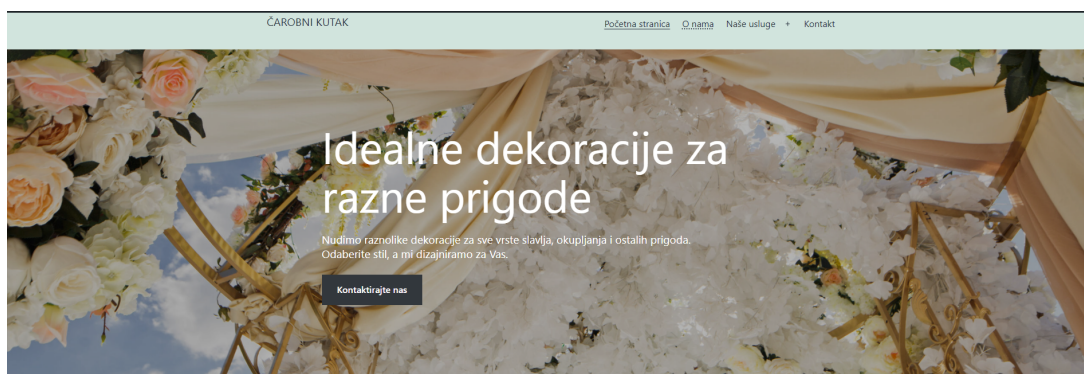 ČAROBNI KUTAK
Početna stranica O nama Naše usluge + Kontakt
Idealne dekoracije za
razne prigode
Nudimo raznolike dekoracije za sve vrste slavlja, okupljanja i ostalih prigoda.
Odaberite stil, a mi dizajniramo za Vas.
Kontaktirajte nas